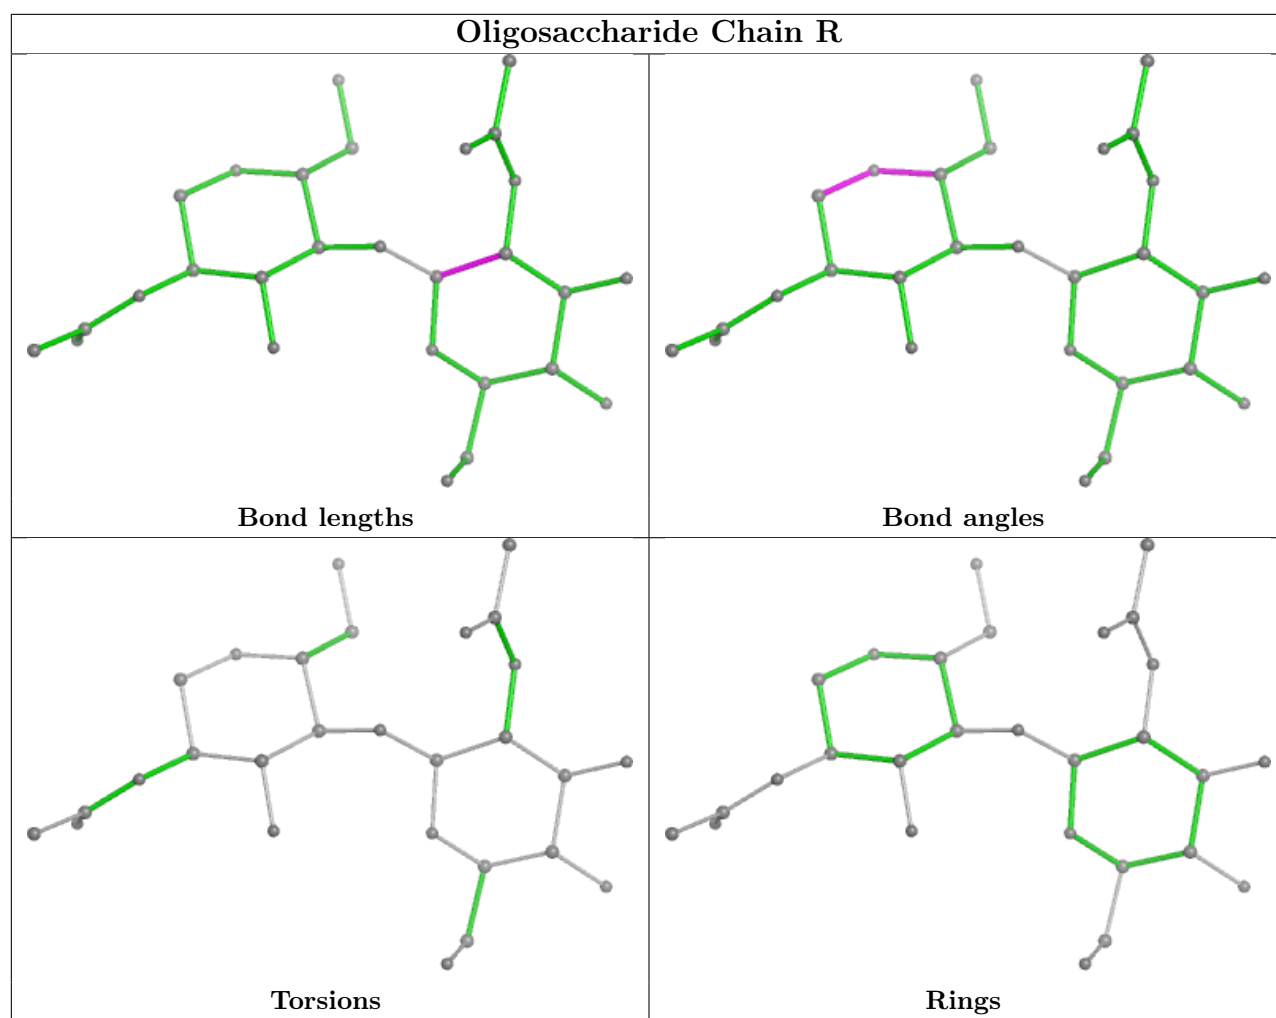 Oligosaccharide Chain R
Bond lengths
Bond angles
Torsions
Rings